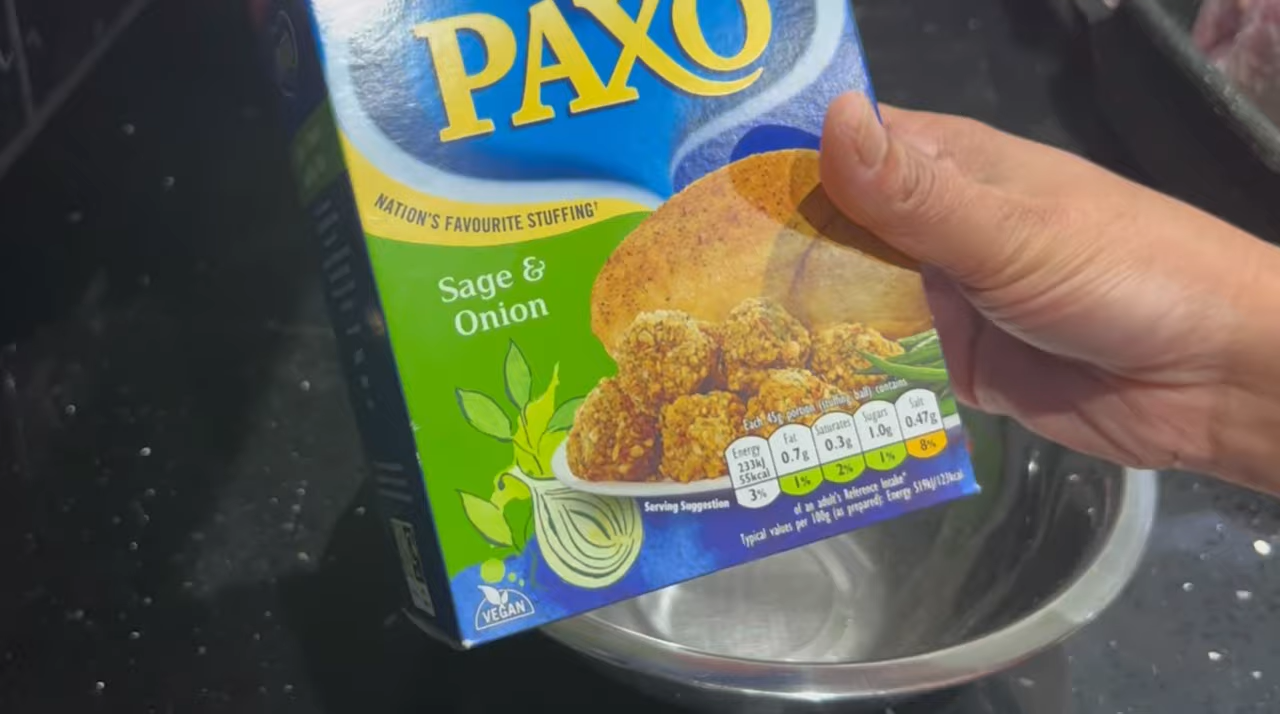 PAXO
NATION'S FAVOURITE STUFFING†
Sage &
Onion
Each 45g portion (stuffing ball) contains
Energy
233kJ
55kcal
3%
Fat
0.7g
1%
Saturates
0.3g
2%
Sugars
1.0g
1%
Salt
0.47g
8%
Serving Suggestion
of an adult's Reference Intake*
Typical values per 100g (as prepared): Energy 519kJ/123kcal
VEGAN